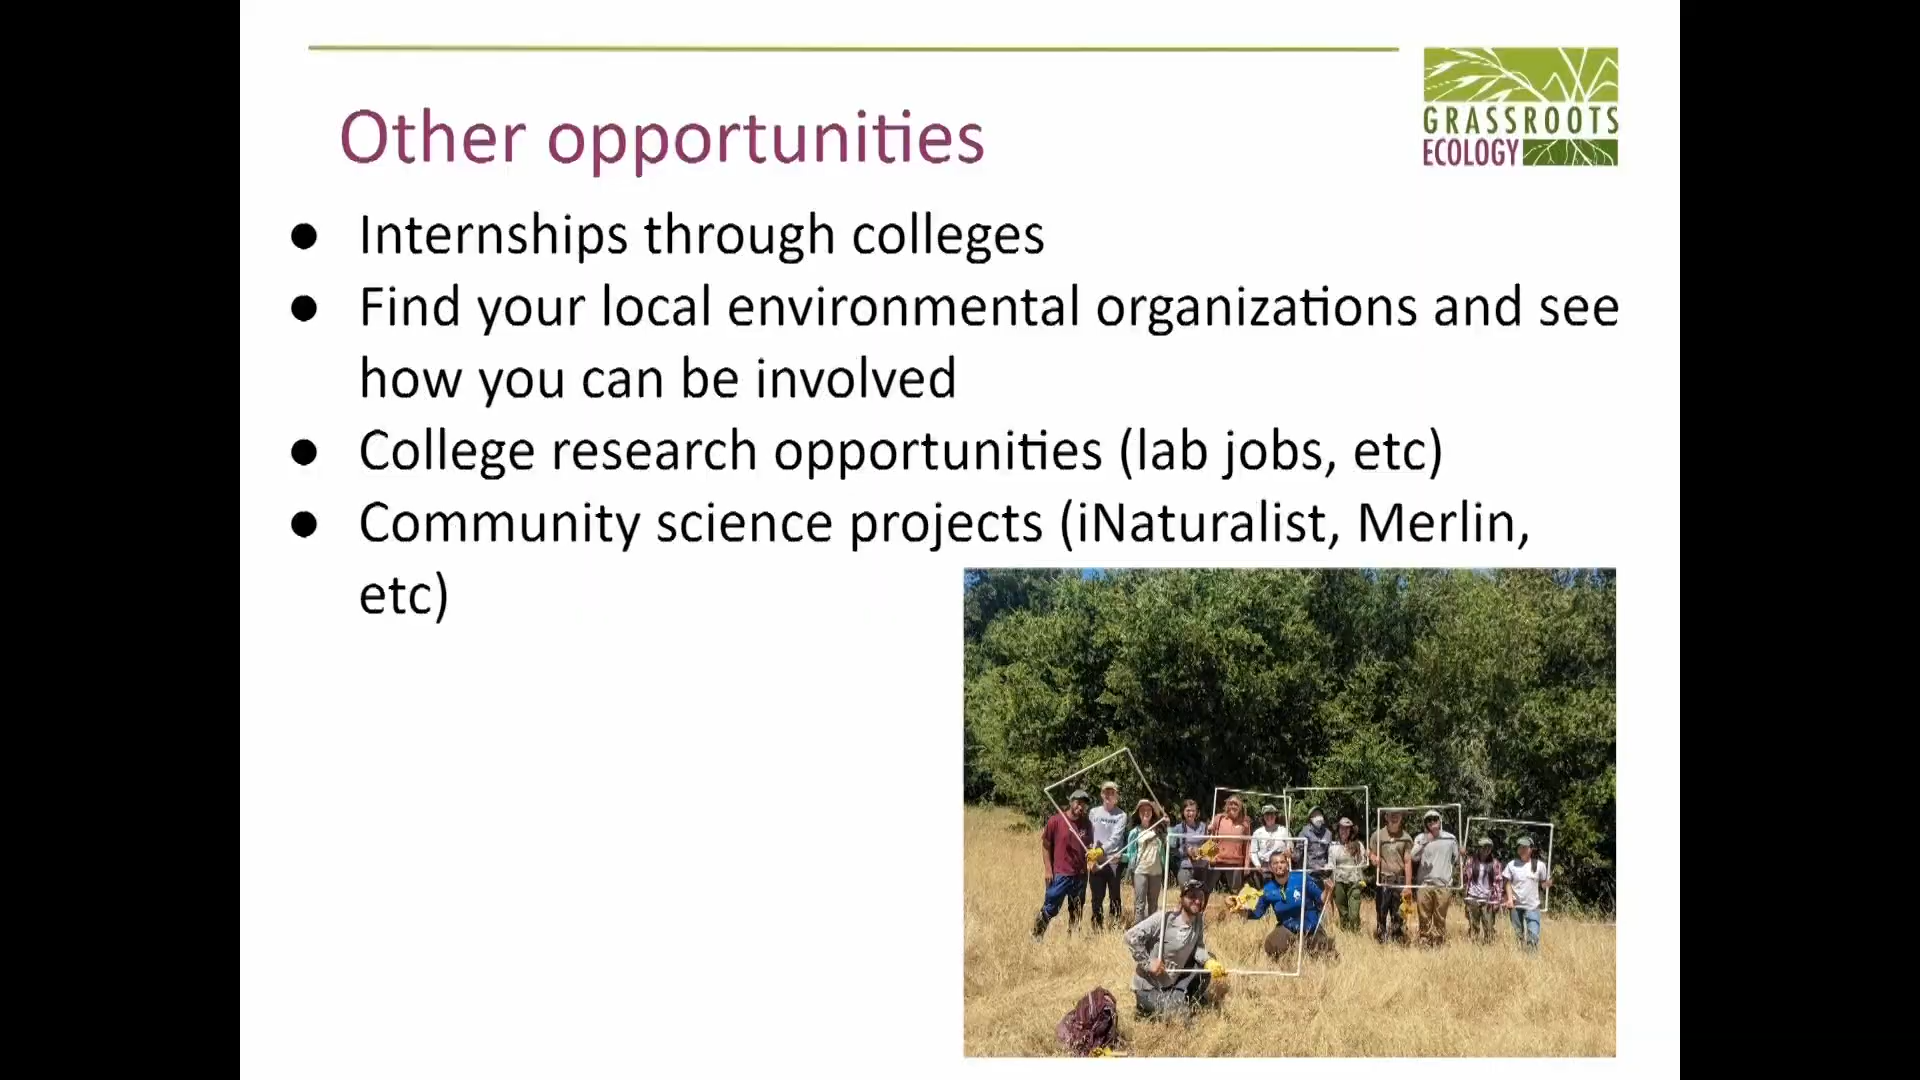 GRASSROOTS
ECOLOGY
Other opportunities
● Internships through colleges
● Find your local environmental organizations and see
how you can be involved
● College research opportunities (lab jobs, etc)
● Community science projects (iNaturalist, Merlin,
etc)